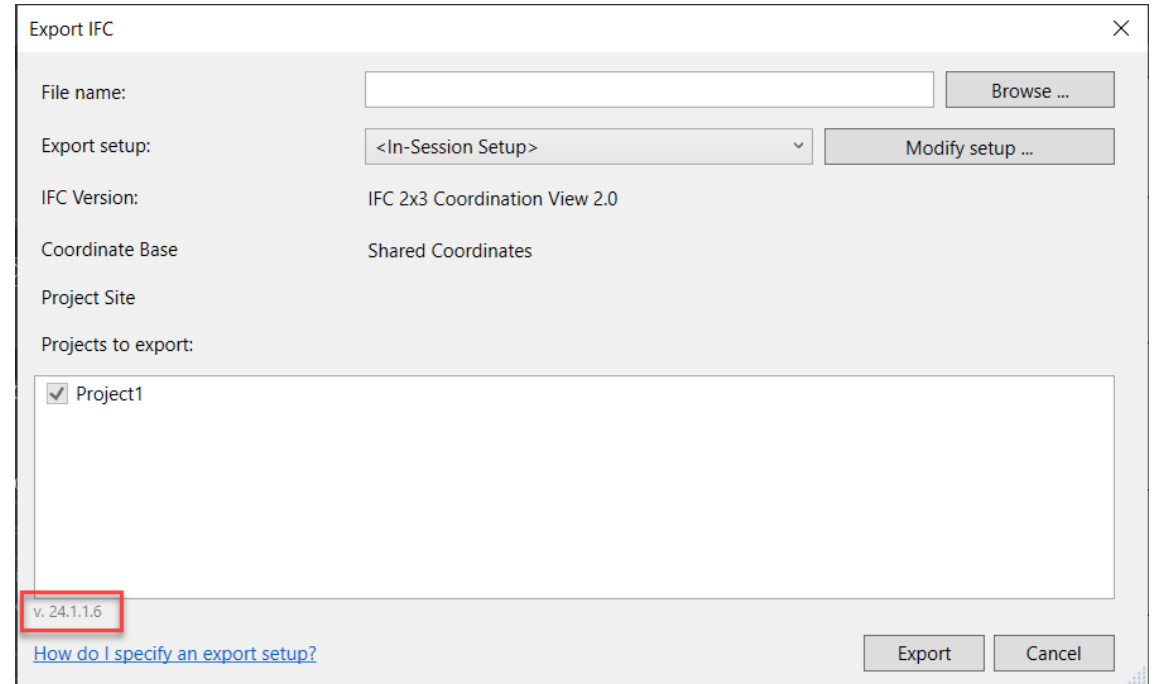 Export IFC
File name:
Browse ...
Export setup:
<In-Session Setup>
Modify setup ...
IFC Version:
IFC 2x3 Coordination View 2.0
Coordinate Base
Shared Coordinates
Project Site
Projects to export:
Project1
v. 24.1.1.6
How do I specify an export setup?
Export
Cancel